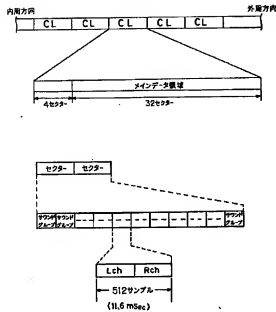 内周方向 外周方向
CL CL CL CL CL
メインデータ領域
4セクター 32セクター
セクター セクター
サウンド サウンド サウンド
グループ グループ グループ
Lch Rch
512サンプル
(11.6 mSec)